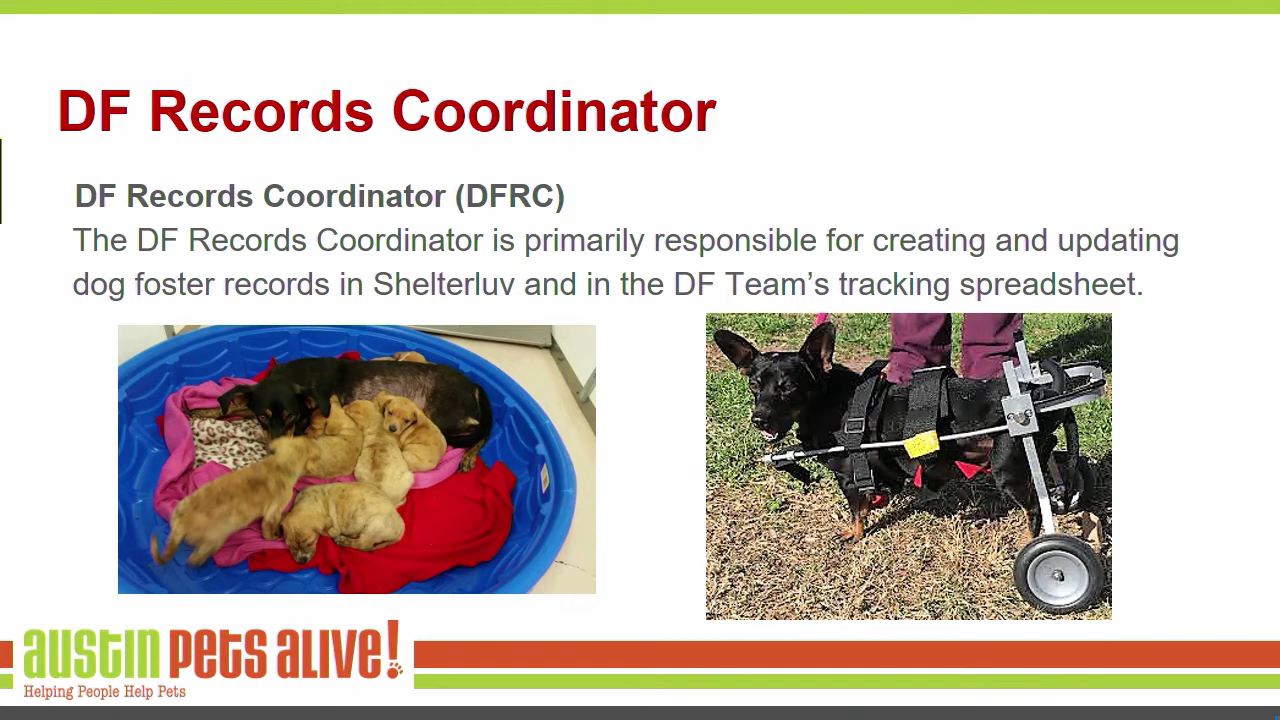 DF Records Coordinator
DF Records Coordinator (DFRC)
The DF Records Coordinator is primarily responsible for creating and updating
dog foster records in Shelterluv and in the DF Team’s tracking spreadsheet.
austin pets alive!
Helping People Help Pets